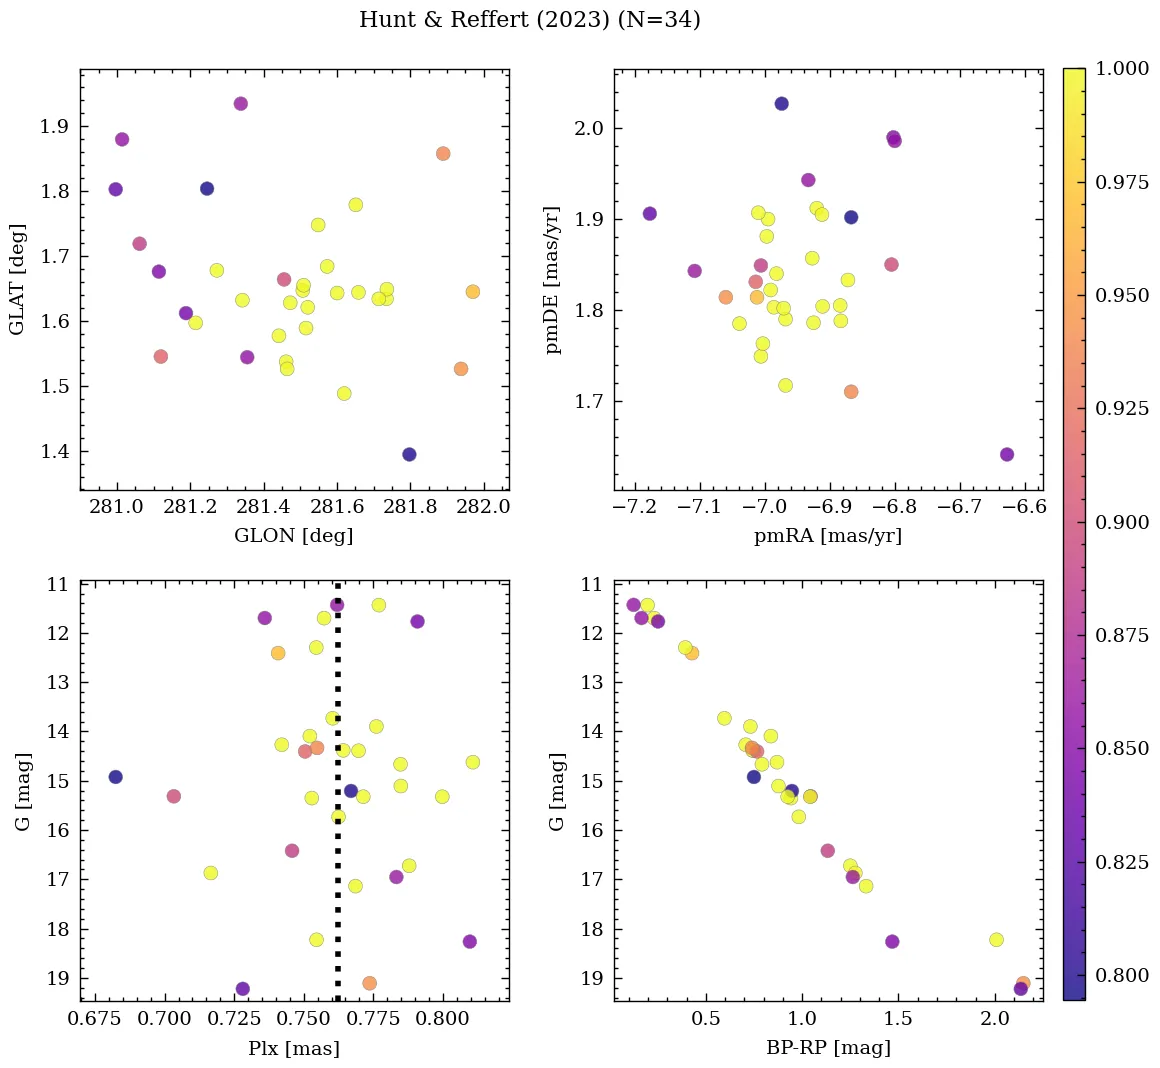 Hunt & Reffert (2023) (N=34)
1.9
1.8
1.7
1.6
1.5
1.4
GLAT [deg]
281.0 281.2 281.4 281.6 281.8 282.0
GLON [deg]
2.0
1.9
1.8
1.7
pmDE [mas/yr]
−7.2 −7.1 −7.0 −6.9 −6.8 −6.7 −6.6
pmRA [mas/yr]
11
12
13
14
15
16
17
18
19
G [mag]
0.675 0.700 0.725 0.750 0.775 0.800
Plx [mas]
11
12
13
14
15
16
17
18
19
G [mag]
0.5 1.0 1.5 2.0
BP-RP [mag]
1.000
0.975
0.950
0.925
0.900
0.875
0.850
0.825
0.800